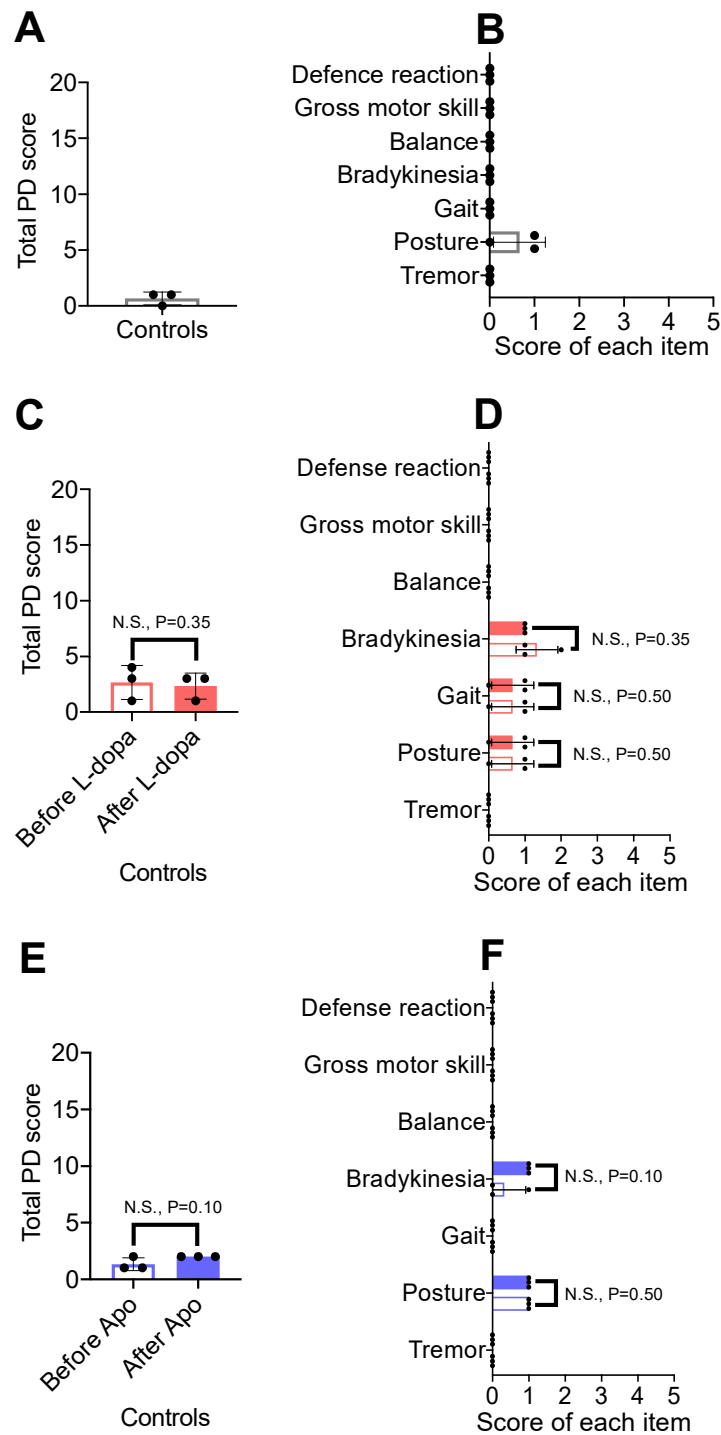 A
Total PD score
20
15
10
5
0
Controls
B
Defence reaction
Gross motor skill
Balance
Bradykinesia
Gait
Posture
Tremor
0 1 2 3 4 5
Score of each item
C
Total PD score
20
15
10
5
0
N.S., P=0.35
Before L-dopa
After L-dopa
Controls
D
Defense reaction
Gross motor skill
Balance
Bradykinesia
N.S., P=0.35
Gait
N.S., P=0.50
Posture
N.S., P=0.50
Tremor
0 1 2 3 4 5
Score of each item
E
Total PD score
20
15
10
5
0
N.S., P=0.10
Before Apo
After Apo
Controls
F
Defense reaction
Gross motor skill
Balance
Bradykinesia
N.S., P=0.10
Gait
Posture
N.S., P=0.50
Tremor
0 1 2 3 4 5
Score of each item